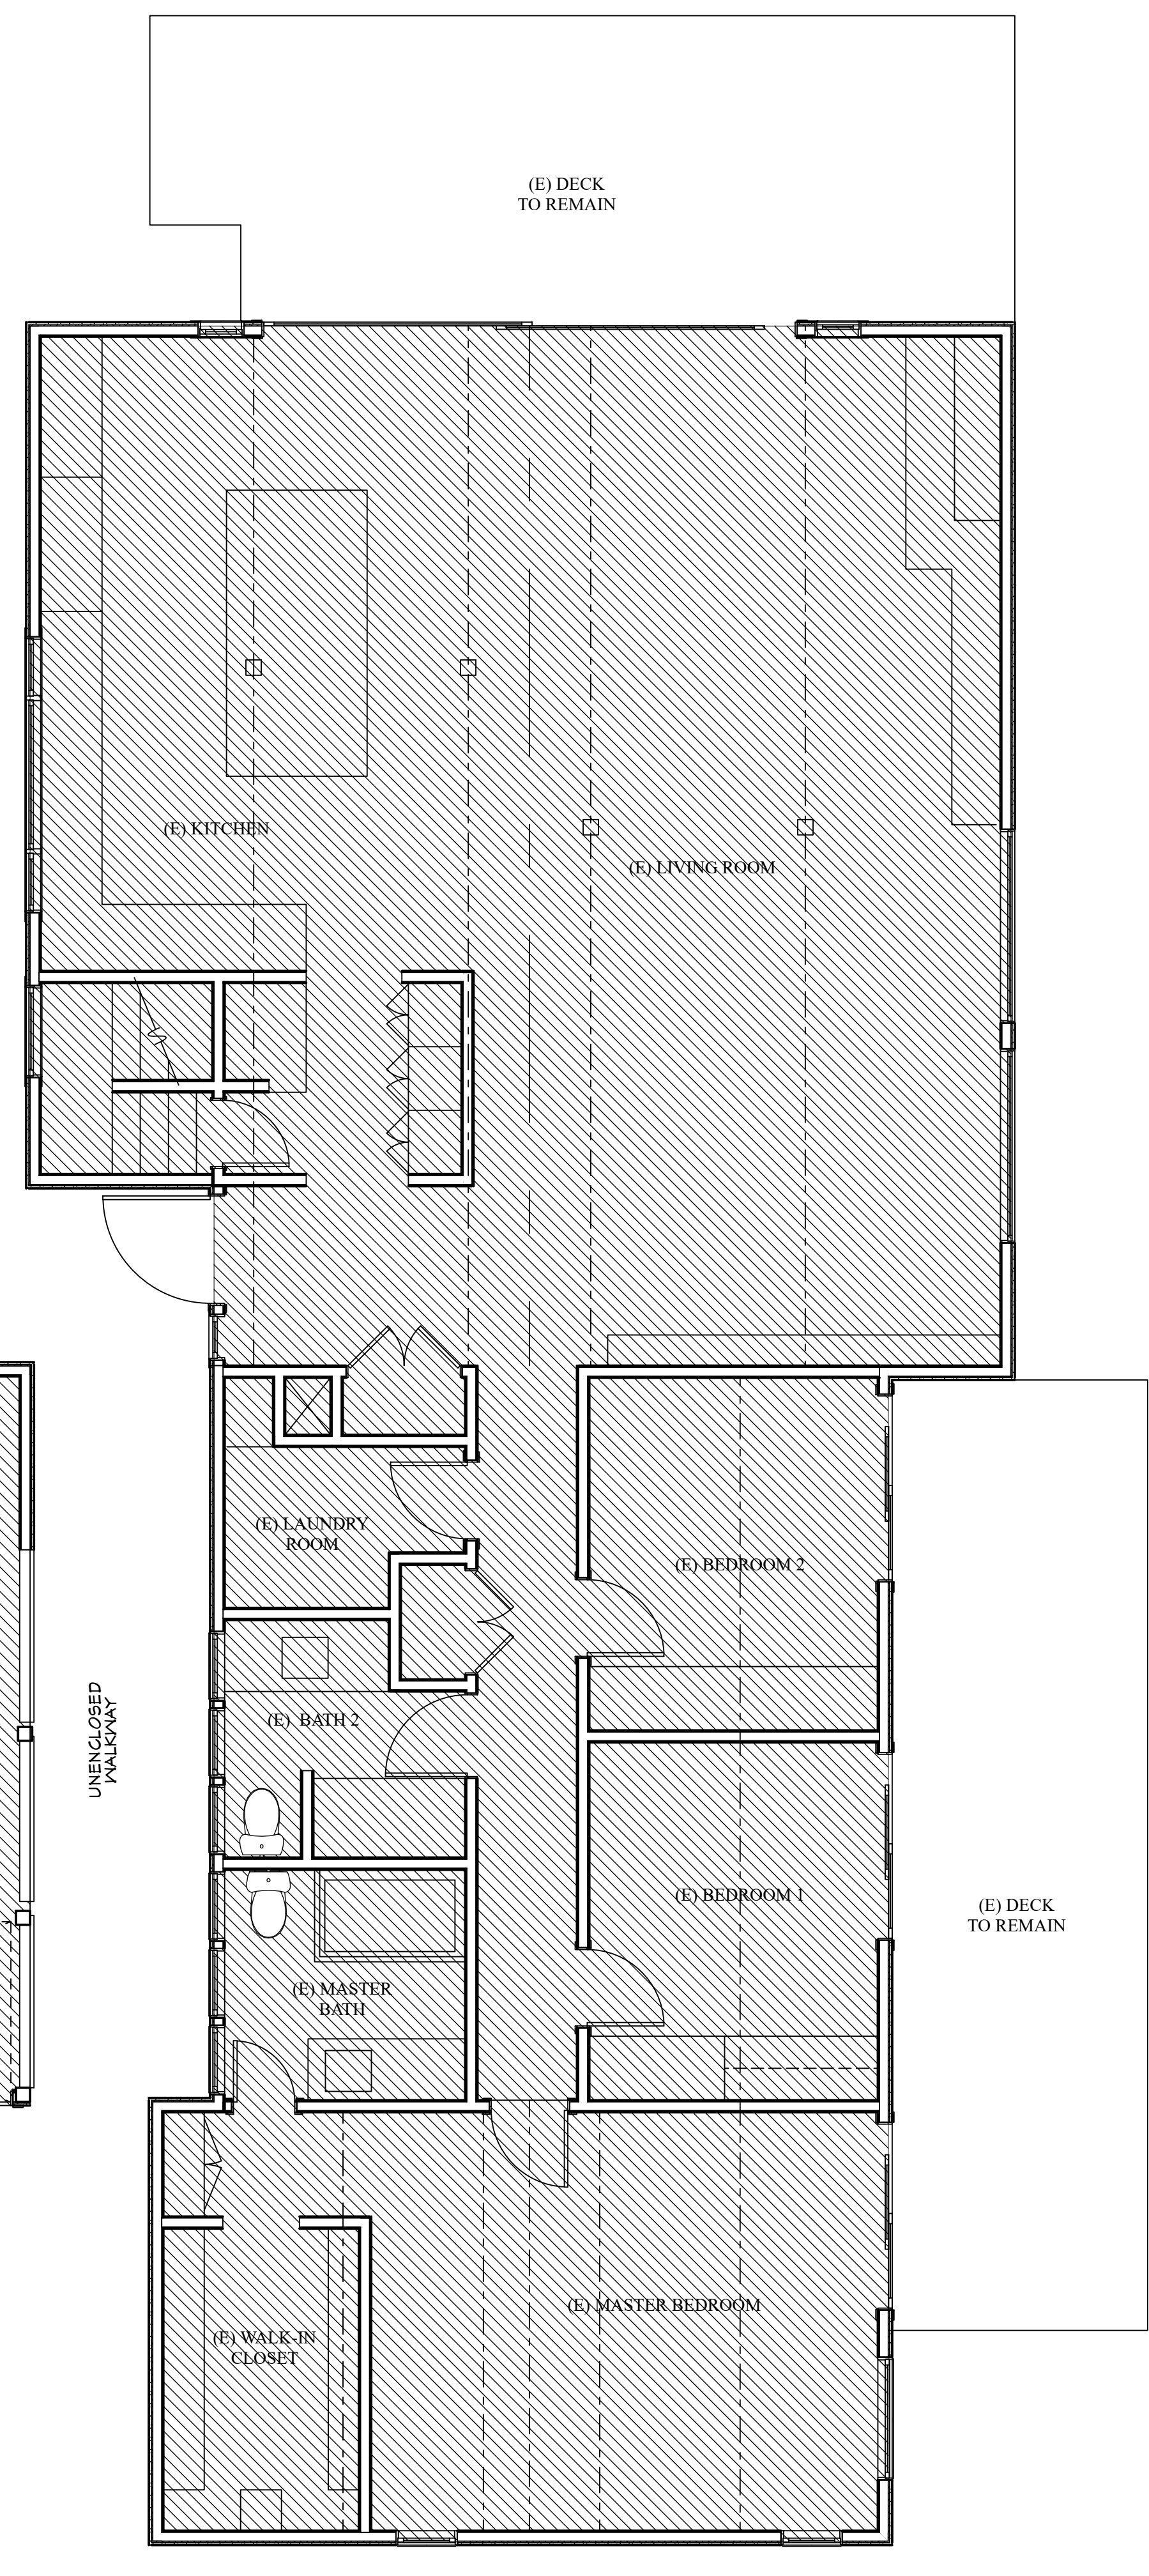 (E) DECK
TO REMAIN
(E) KITCHEN
(E) LIVING ROOM
(E) LAUNDRY
ROOM
(E) BEDROOM 2
UNENCLOSED
WALKWAY
(E) BATH 2
(E) BEDROOM 1
(E) DECK
TO REMAIN
(E) MASTER
BATH
(E) MASTER BEDROOM
(E) WALK-IN
CLOSET